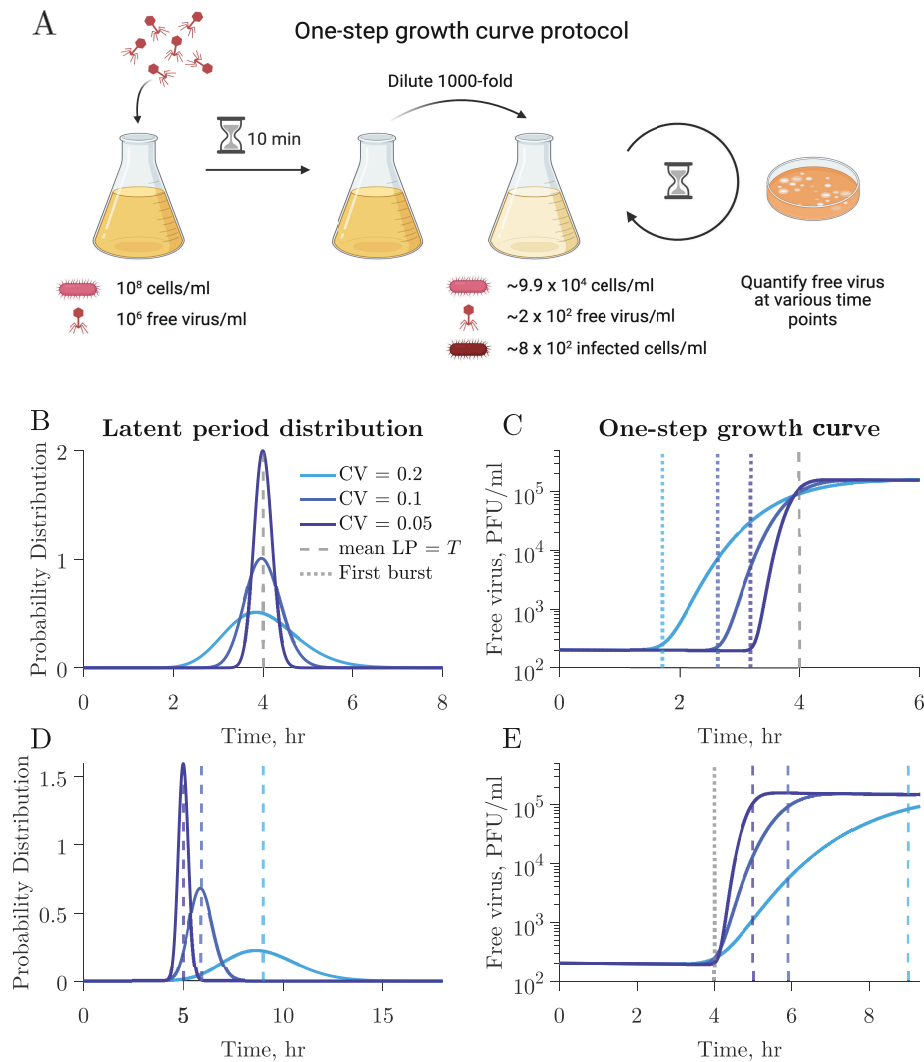 A
One-step growth curve protocol
Dilute 1000-fold
10 min
10⁸ cells/ml
10⁶ free virus/ml
~9.9 x 10⁴ cells/ml
~2 x 10² free virus/ml
~8 x 10² infected cells/ml
Quantify free virus
at various time
points
B
Latent period distribution
Probability Distribution
2
1
0
CV = 0.2
CV = 0.1
CV = 0.05
mean LP = T
First burst
0 2 4 6 8
Time, hr
C
One-step growth curve
Free virus, PFU/ml
10⁵
10⁴
10³
10²
0 2 4 6
Time, hr
D
Probability Distribution
1.5
1
0.5
0
0 5 10 15
Time, hr
E
Free virus, PFU/ml
10⁵
10⁴
10³
10²
0 2 4 6 8
Time, hr